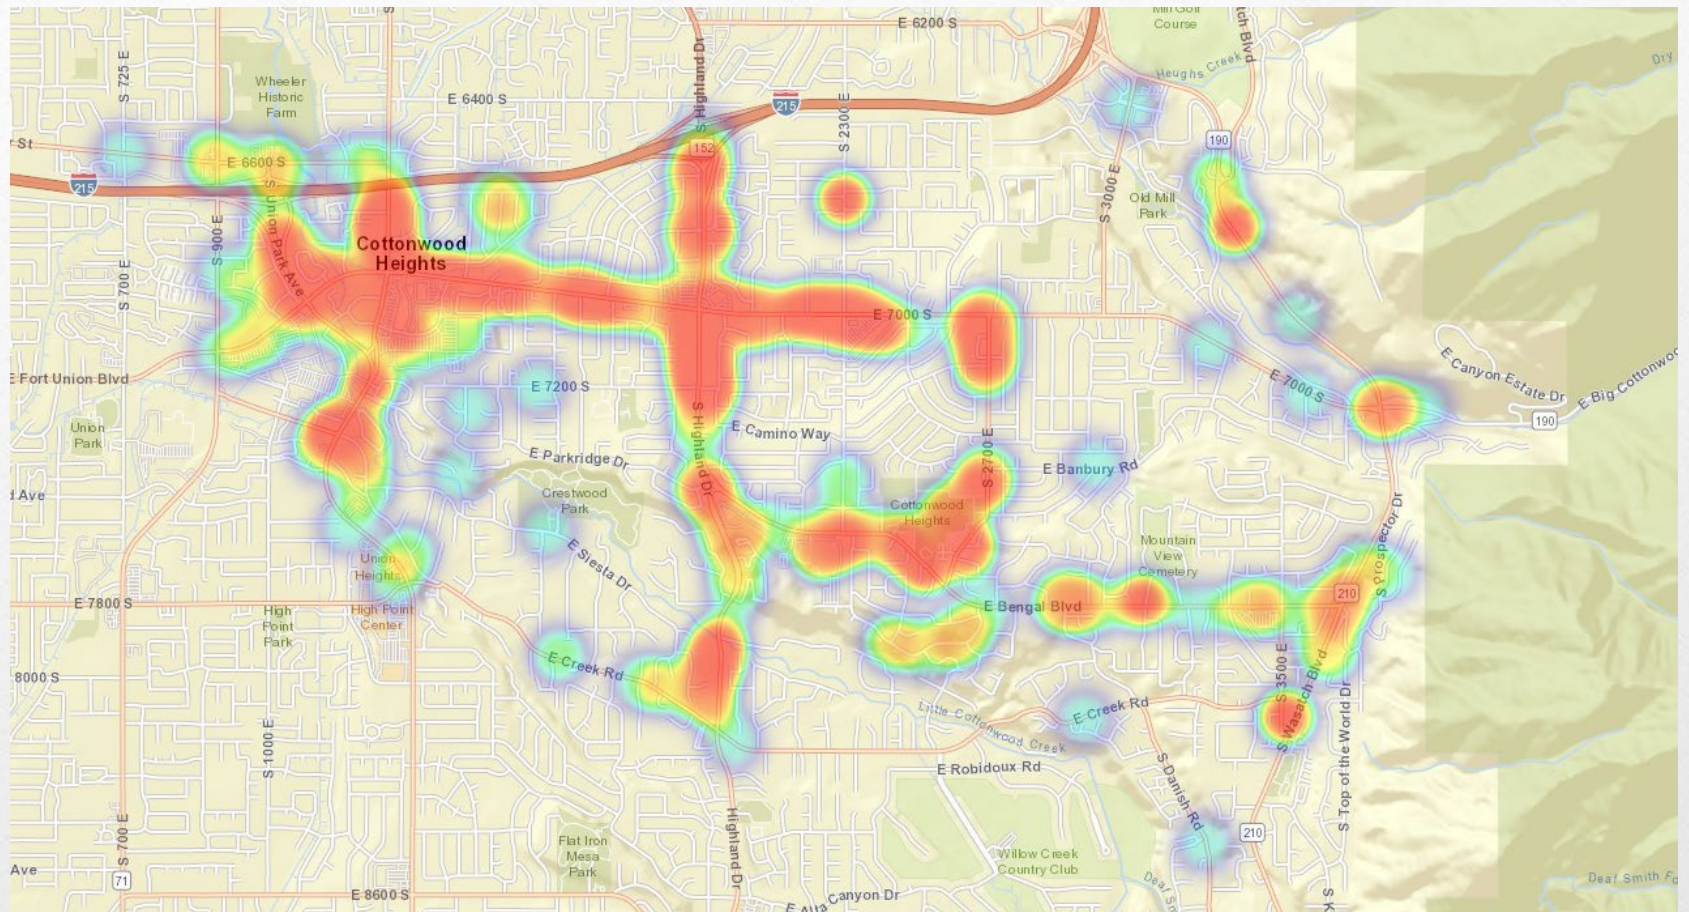 Mill Golf
Course
E 6200 S
S 725 E
Wheeler
Historic
Farm
E 6400 S
S Highland Dr
215
S 2300 E
Heughs Creek
Dry
190
152
St
E 6600 S
215
S 900 E
S Union Park Ave
S 3000 E
Old Mill
Park
Cottonwood
Heights
S 700 E
E 7000 S
E Fort Union Blvd
E 7200 S
E 7000 S
E Canyon Estate Dr
E Big Cottonwoo
190
Union
Park
S Highland Dr
E Camino Way
S 2700 E
E Parkridge Dr
E Banbury Rd
Ave
Crestwood
Park
Cottonwood
Heights
S Prospector Dr
Mountain
View
Cemetery
E Siesta Dr
Union
Heights
E 7800 S
High
Point
Park
High Point
Center
E Bengal Blvd
210
E Creek Rd
8000 S
S 3500 E
S Wasatch Blvd
S Top of the World Dr
Little Cottonwood Creek
E Creek Rd
S 1000 E
E Robidoux Rd
S Danish Rd
210
S 700 E
Highland Dr
Flat Iron
Mesa
Park
Willow Creek
Country Club
Ave
71
E 8600 S
E Alta Canyon Dr
Deaf Smith Fo